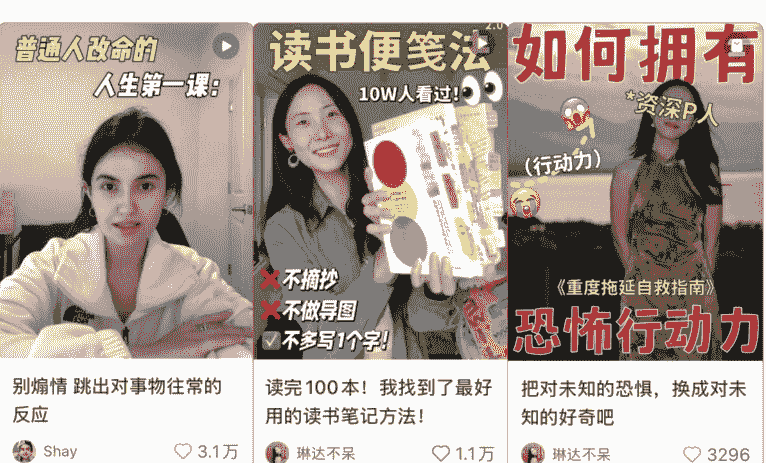 普通人改命的
人生第一课:
别煽情 跳出对事物往常的
反应
Shay
3.1万
2.0
读书便笺法
10W人看过!
不摘抄
不做导图
不多写1个字!
读完100本！我找到了最好
用的读书笔记方法！
琳达不呆
1.1万
如何拥有
*资深P人
(行动力)
《重度拖延自救指南》
恐怖行动力
把对未知的恐惧，换成对未
知的好奇吧
琳达不呆
3296